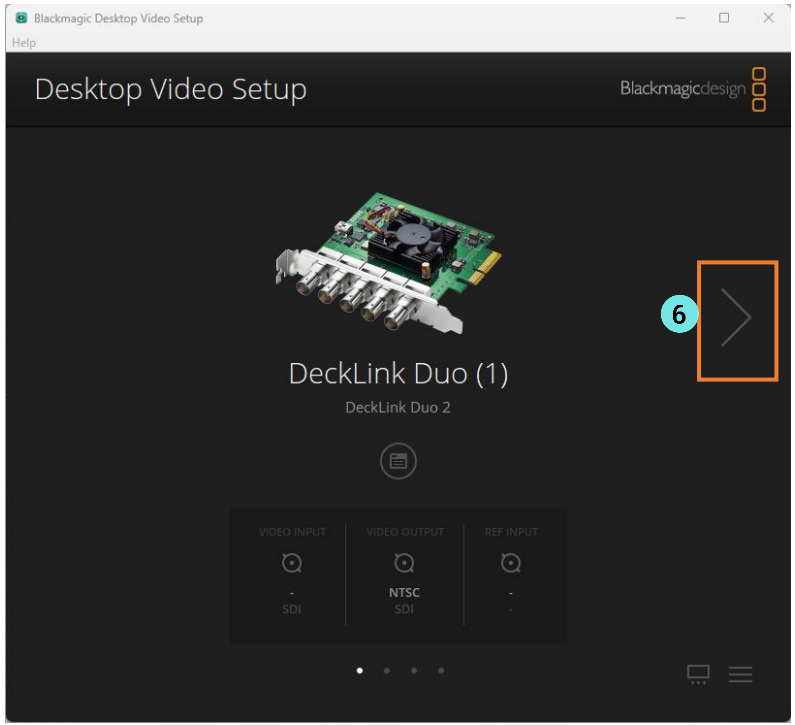 Blackmagic Desktop Video Setup
Help
Desktop Video Setup
Blackmagicdesign
6
DeckLink Duo (1)
DeckLink Duo 2
VIDEO INPUT VIDEO OUTPUT REF INPUT
- NTSC -
SDI SDI -